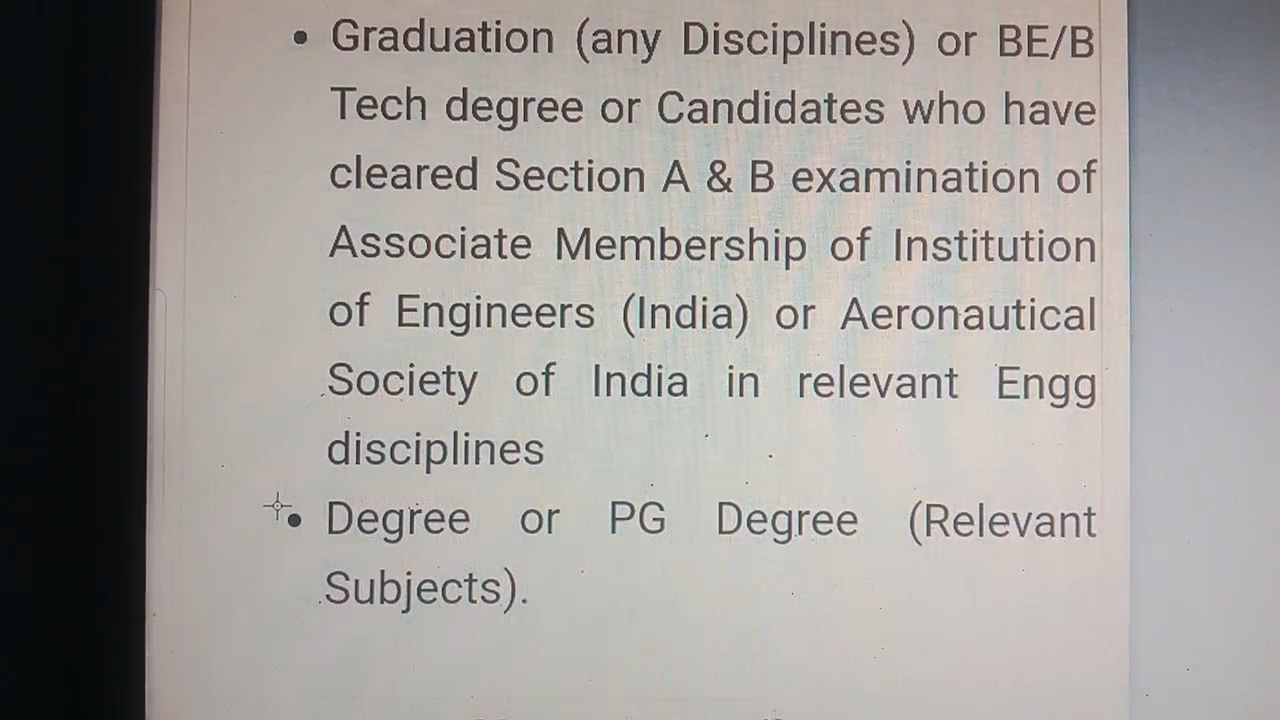 • Graduation (any Disciplines) or BE/B
Tech degree or Candidates who have
cleared Section A & B examination of
Associate Membership of Institution
of Engineers (India) or Aeronautical
Society of India in relevant Engg
disciplines
• Degree or PG Degree (Relevant
Subjects).